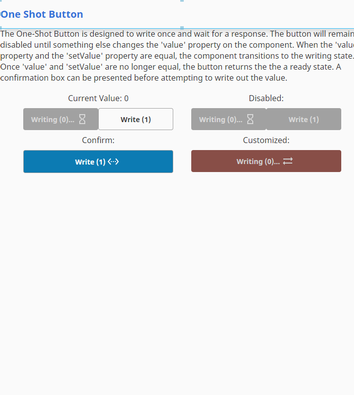 One Shot Button
The One-Shot Button is designed to write once and wait for a response. The button will remain
disabled until something else changes the 'value' property on the component. When the 'value'
property and the 'setValue' property are equal, the component transitions to the writing state.
Once 'value' and 'setValue' are no longer equal, the button returns the the a ready state. A
confirmation box can be presented before attempting to write out the value.
Current Value: 0 Disabled:
Writing (8)... Write (1) Writing (8)... Write (1)
Confirm: Customized:
Write (1) Writing (0)...